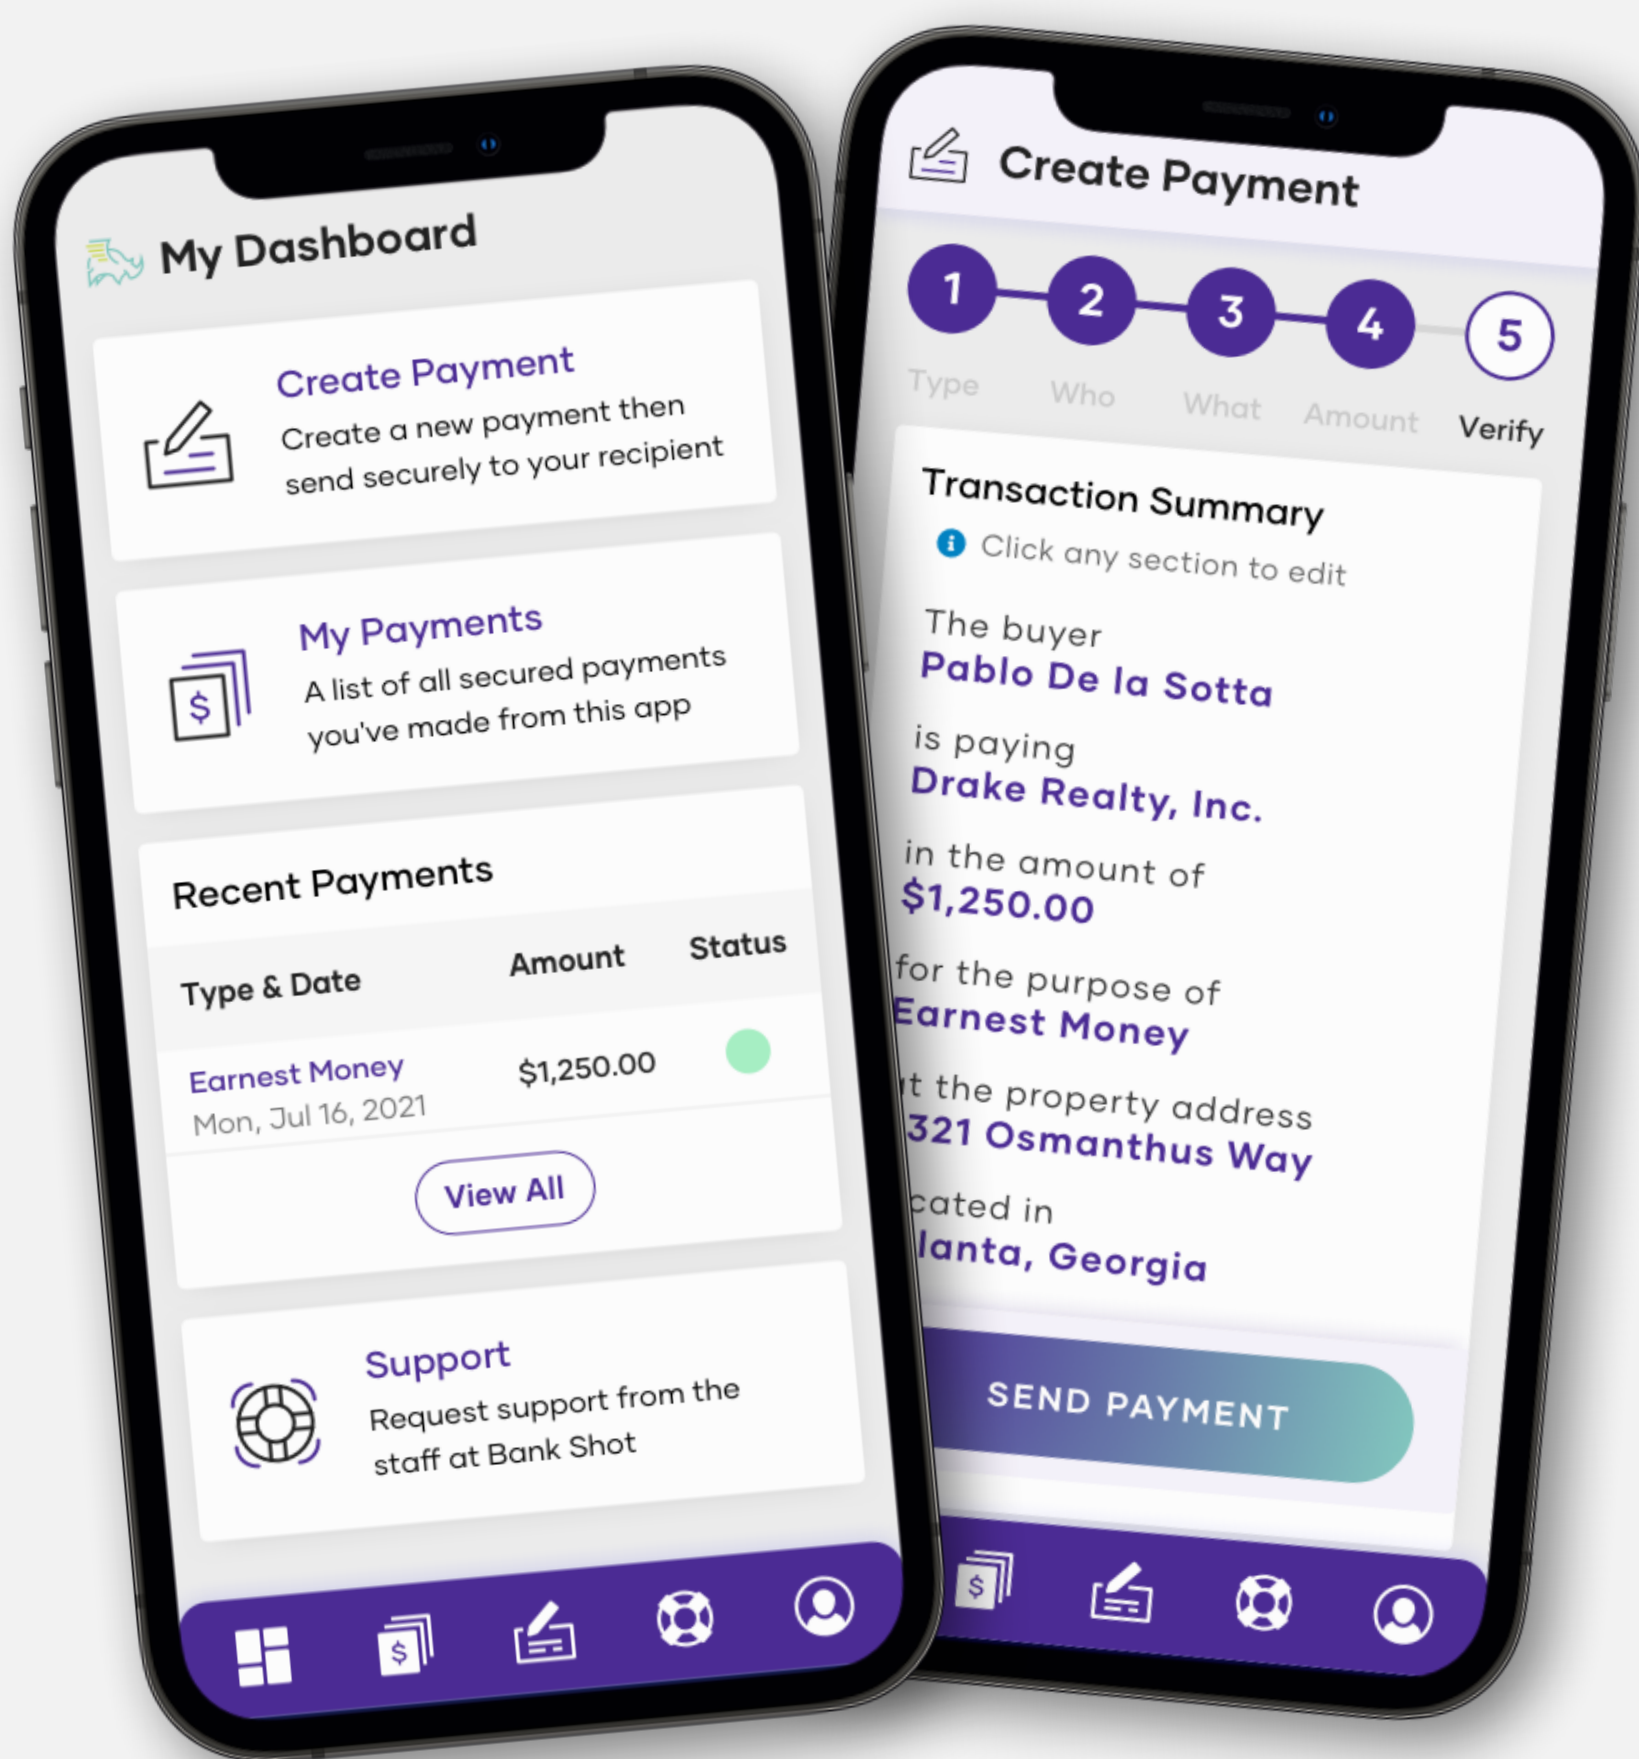 My Dashboard
Create Payment
Create a new payment then
send securely to your recipient
My Payments
$
A list of all secured payments
you've made from this app
Recent Payments
Type & Date Amount Status
Earnest Money $1,250.00
Mon, Jul 16, 2021
View All
Support
Request support from the
staff at Bank Shot
$
Create Payment
1 2 3 4 5
Type Who What Amount Verify
Transaction Summary
Click any section to edit
The buyer
Pablo De la Sotta
is paying
Drake Realty, Inc.
in the amount of
$1,250.00
for the purpose of
Earnest Money
the property address
321 Osmanthus Way
in
Georgia
SEND PAYMENT
$